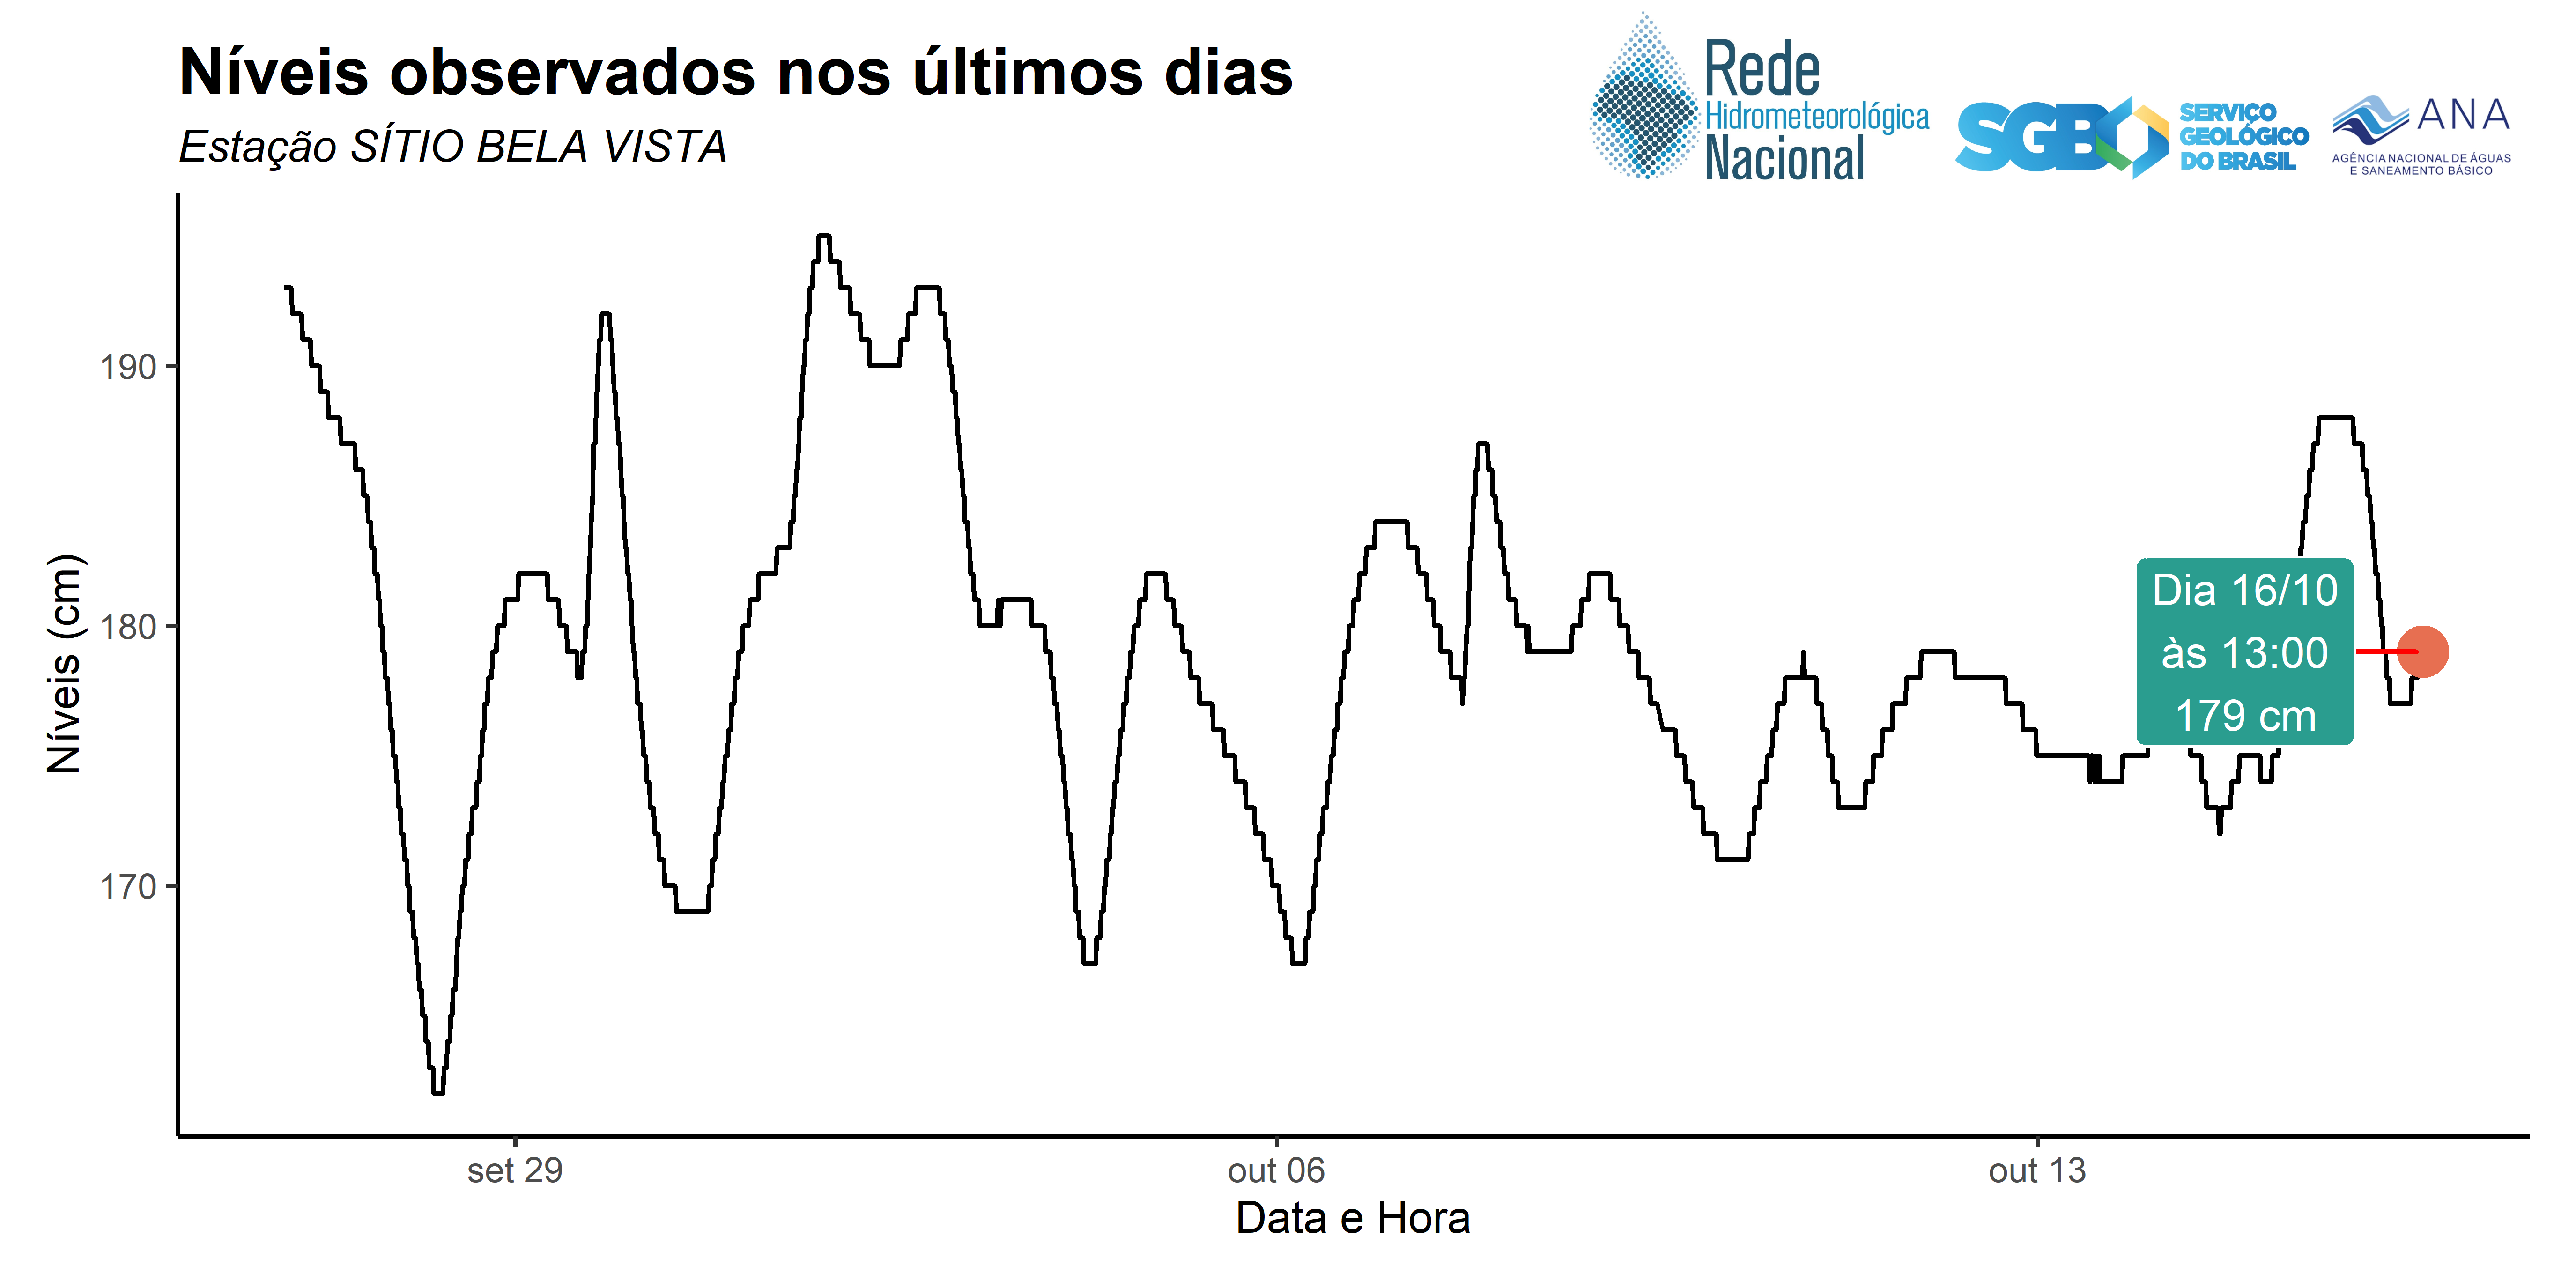 Níveis observados nos últimos dias
Estação SÍTIO BELA VISTA
Rede
Hidrometeorológica
Nacional
SGB
SERVIÇO
GEOLÓGICO
DO BRASIL
ANA
AGÊNCIA NACIONAL DE ÁGUAS
E SANEAMENTO BÁSICO
Níveis (cm)
190
180
170
Dia 16/10
às 13:00
179 cm
set 29
out 06
out 13
Data e Hora